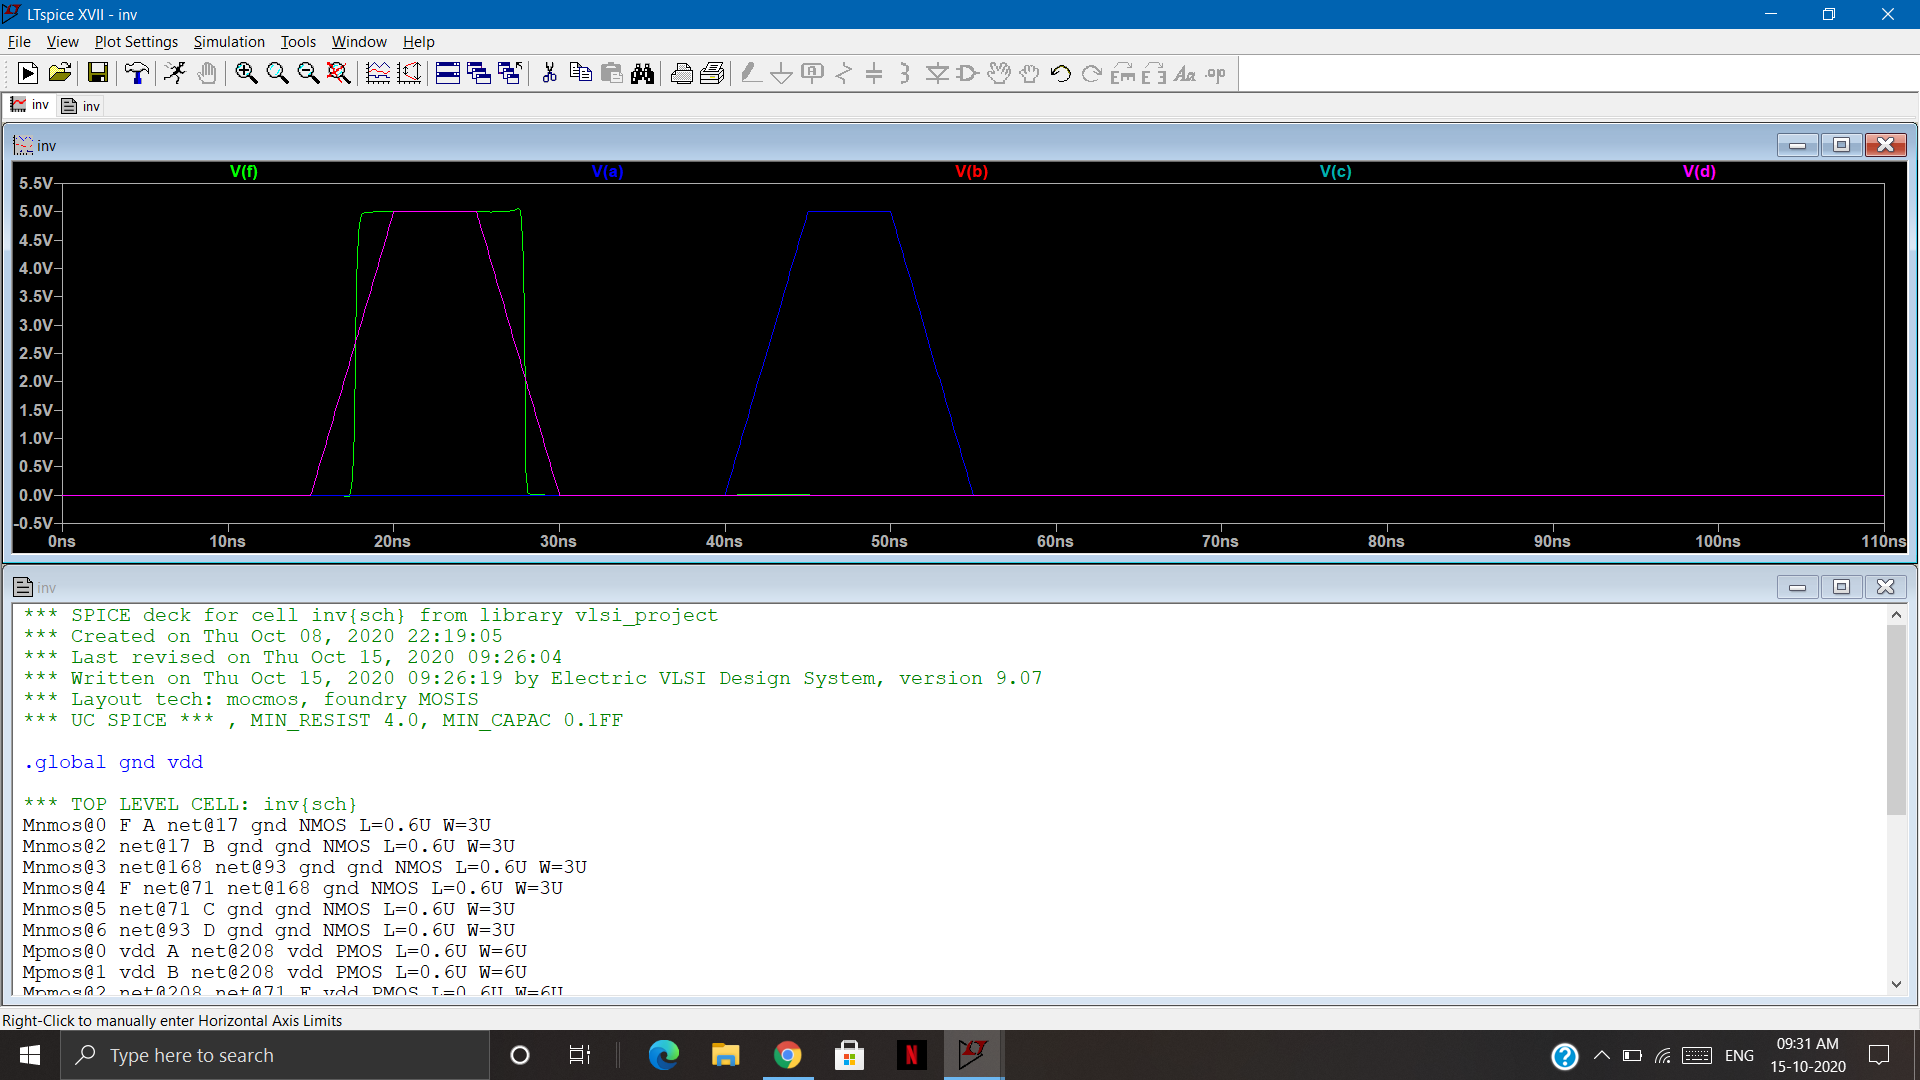 LTspice XVII - inv
File View Plot Settings Simulation Tools Window Help
inv inv
inv
V(f) V(a) V(b) V(c) V(d)
5.5V
5.0V
4.5V
4.0V
3.5V
3.0V
2.5V
2.0V
1.5V
1.0V
0.5V
0.0V
-0.5V
0ns 10ns 20ns 30ns 40ns 50ns 60ns 70ns 80ns 90ns 100ns 110ns
inv
*** SPICE deck for cell inv{sch} from library vlsi_project
*** Created on Thu Oct 08, 2020 22:19:05
*** Last revised on Thu Oct 15, 2020 09:26:04
*** Written on Thu Oct 15, 2020 09:26:19 by Electric VLSI Design System, version 9.07
*** Layout tech: mocmos, foundry MOSIS
*** UC SPICE *** , MIN_RESIST 4.0, MIN_CAPAC 0.1FF
.global gnd vdd
*** TOP LEVEL CELL: inv{sch}
Mnmos@0 F A net@17 gnd NMOS L=0.6U W=3U
Mnmos@2 net@17 B gnd gnd NMOS L=0.6U W=3U
Mnmos@3 net@168 net@93 gnd gnd NMOS L=0.6U W=3U
Mnmos@4 F net@71 net@168 gnd NMOS L=0.6U W=3U
Mnmos@5 net@71 C gnd gnd NMOS L=0.6U W=3U
Mnmos@6 net@93 D gnd gnd NMOS L=0.6U W=3U
Mpmos@0 vdd A net@208 vdd PMOS L=0.6U W=6U
Mpmos@1 vdd B net@208 vdd PMOS L=0.6U W=6U
Mpmos@2 net@208 net@71 F vdd PMOS L=0.6U W=6U
Right-Click to manually enter Horizontal Axis Limits
Type here to search
ENG
09:31 AM
15-10-2020